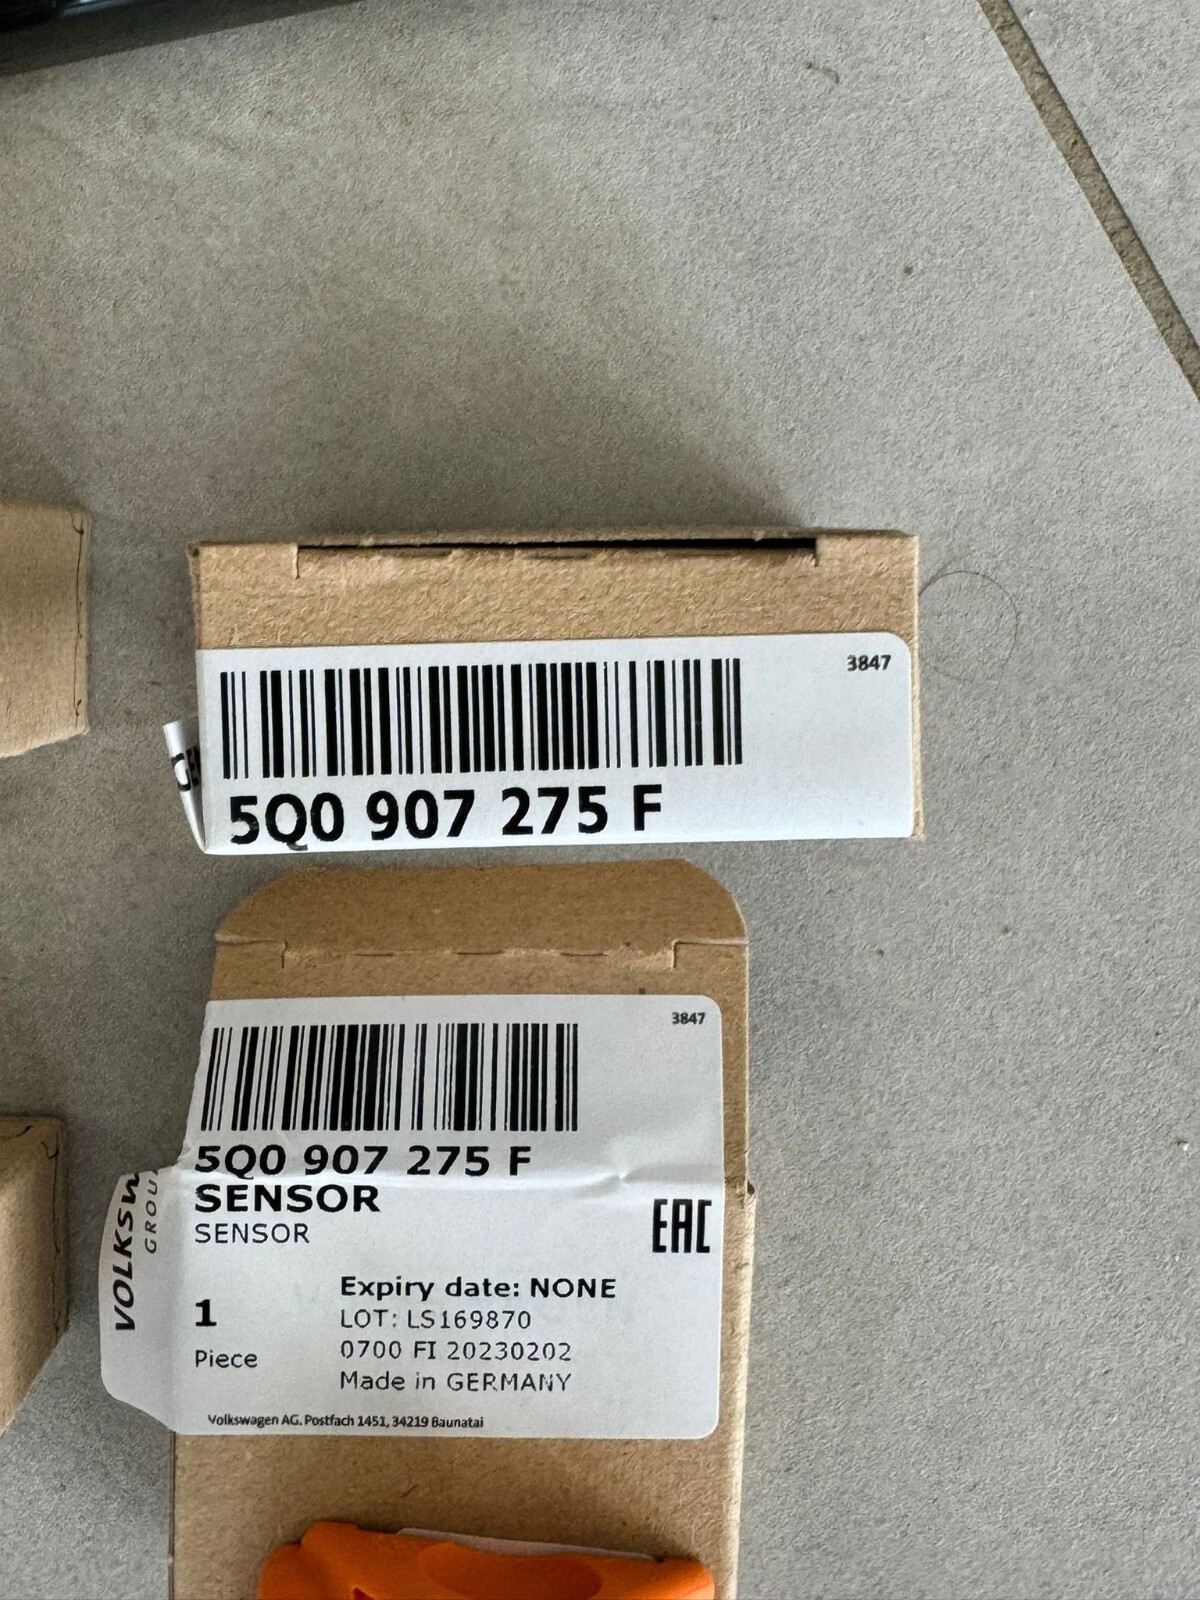 3847
5Q0 907 275 F
3847
5Q0 907 275 F
SENSOR
SENSOR
EAC
Expiry date: NONE
1
LOT: LS169870
Piece
0700 FI 20230202
Made in GERMANY
Volkswagen AG. Postfach 1451, 34219 Baunatal
VOLKSW
GROU